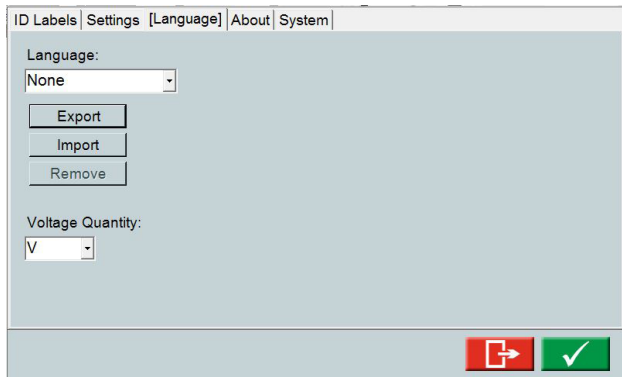 ID Labels Settings [Language] About System
Language:
None
Export
Import
Remove
Voltage Quantity:
V